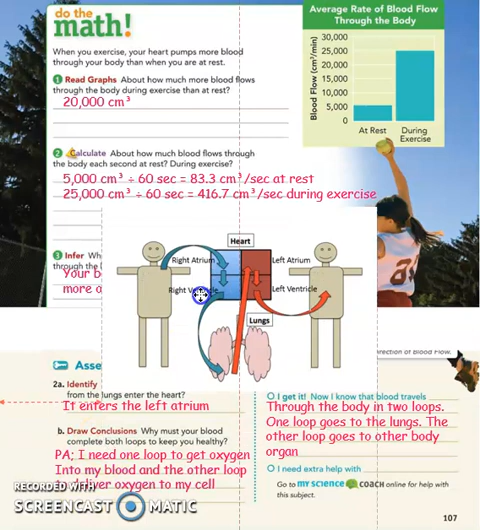 do the
math!
When you exercise, your heart pumps more blood
through your body than when you are at rest.
1 Read Graphs About how much more blood flows
through the body during exercise than at rest?
20,000 cm³
2 Calculate About how much blood flows through
the body each second at rest? During exercise?
5,000 cm³ ÷ 60 sec = 83.3 cm³/sec at rest
25,000 cm³ ÷ 60 sec = 416.7 cm³/sec during exercise
3 Infer Wh
through the
Your b
more
Average Rate of Blood Flow
Through the Body
Blood Flow (cm³/min)
30,000
25,000
20,000
15,000
10,000
5,000
0
At Rest
During
Exercise
Heart
Right Atrium
Left Atrium
Right Ventricle
Left Ventricle
Lungs
direction of Blood Flow.
Asse
2a. Identify
from the lungs enter the heart?
It enters the left atrium
b. Draw Conclusions Why must your blood
complete both loops to keep you healthy?
PA; I need one loop to get oxygen
Into my blood and the other loop
deliver oxygen to my cell
I get it! Now I know that blood travels
Through the body in two loops.
One loop goes to the lungs. The
other loop goes to other body
organ
I need extra help with
Go to my science COACH online for help with
this subject.
107
RECORDED WITH
SCREENCAST MATIC